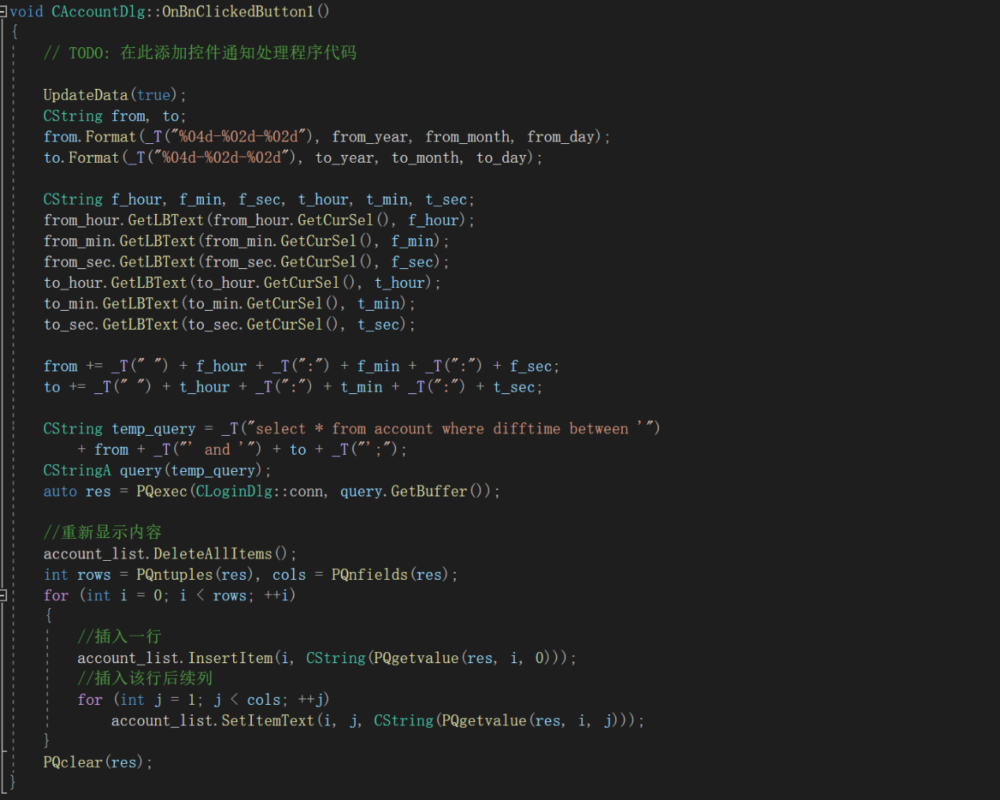 void CAccountDlg::OnBnClickedButton1()
{
// TODO: 在此添加控件通知处理程序代码
UpdateData(true);
CString from, to;
from.Format(_T("%04d-%02d-%02d"), from_year, from_month, from_day);
to.Format(_T("%04d-%02d-%02d"), to_year, to_month, to_day);
CString f_hour, f_min, f_sec, t_hour, t_min, t_sec;
from_hour.GetLBText(from_hour.GetCurSel(), f_hour);
from_min.GetLBText(from_min.GetCurSel(), f_min);
from_sec.GetLBText(from_sec.GetCurSel(), f_sec);
to_hour.GetLBText(to_hour.GetCurSel(), t_hour);
to_min.GetLBText(to_min.GetCurSel(), t_min);
to_sec.GetLBText(to_sec.GetCurSel(), t_sec);
from += _T(" ") + f_hour + _T(":") + f_min + _T(":") + f_sec;
to += _T(" ") + t_hour + _T(":") + t_min + _T(":") + t_sec;
CString temp_query = _T("select * from account where difftime between '")
+ from + _T("' and '") + to + _T("';");
CStringA query(temp_query);
auto res = PQexec(CLoginDlg::conn, query.GetBuffer());
//重新显示内容
account_list.DeleteAllItems();
int rows = PQntuples(res), cols = PQnfields(res);
for (int i = 0; i < rows; ++i)
{
//插入一行
account_list.InsertItem(i, CString(PQgetvalue(res, i, 0)));
//插入该行后续列
for (int j = 1; j < cols; ++j)
account_list.SetItemText(i, j, CString(PQgetvalue(res, i, j)));
}
PQclear(res);
}